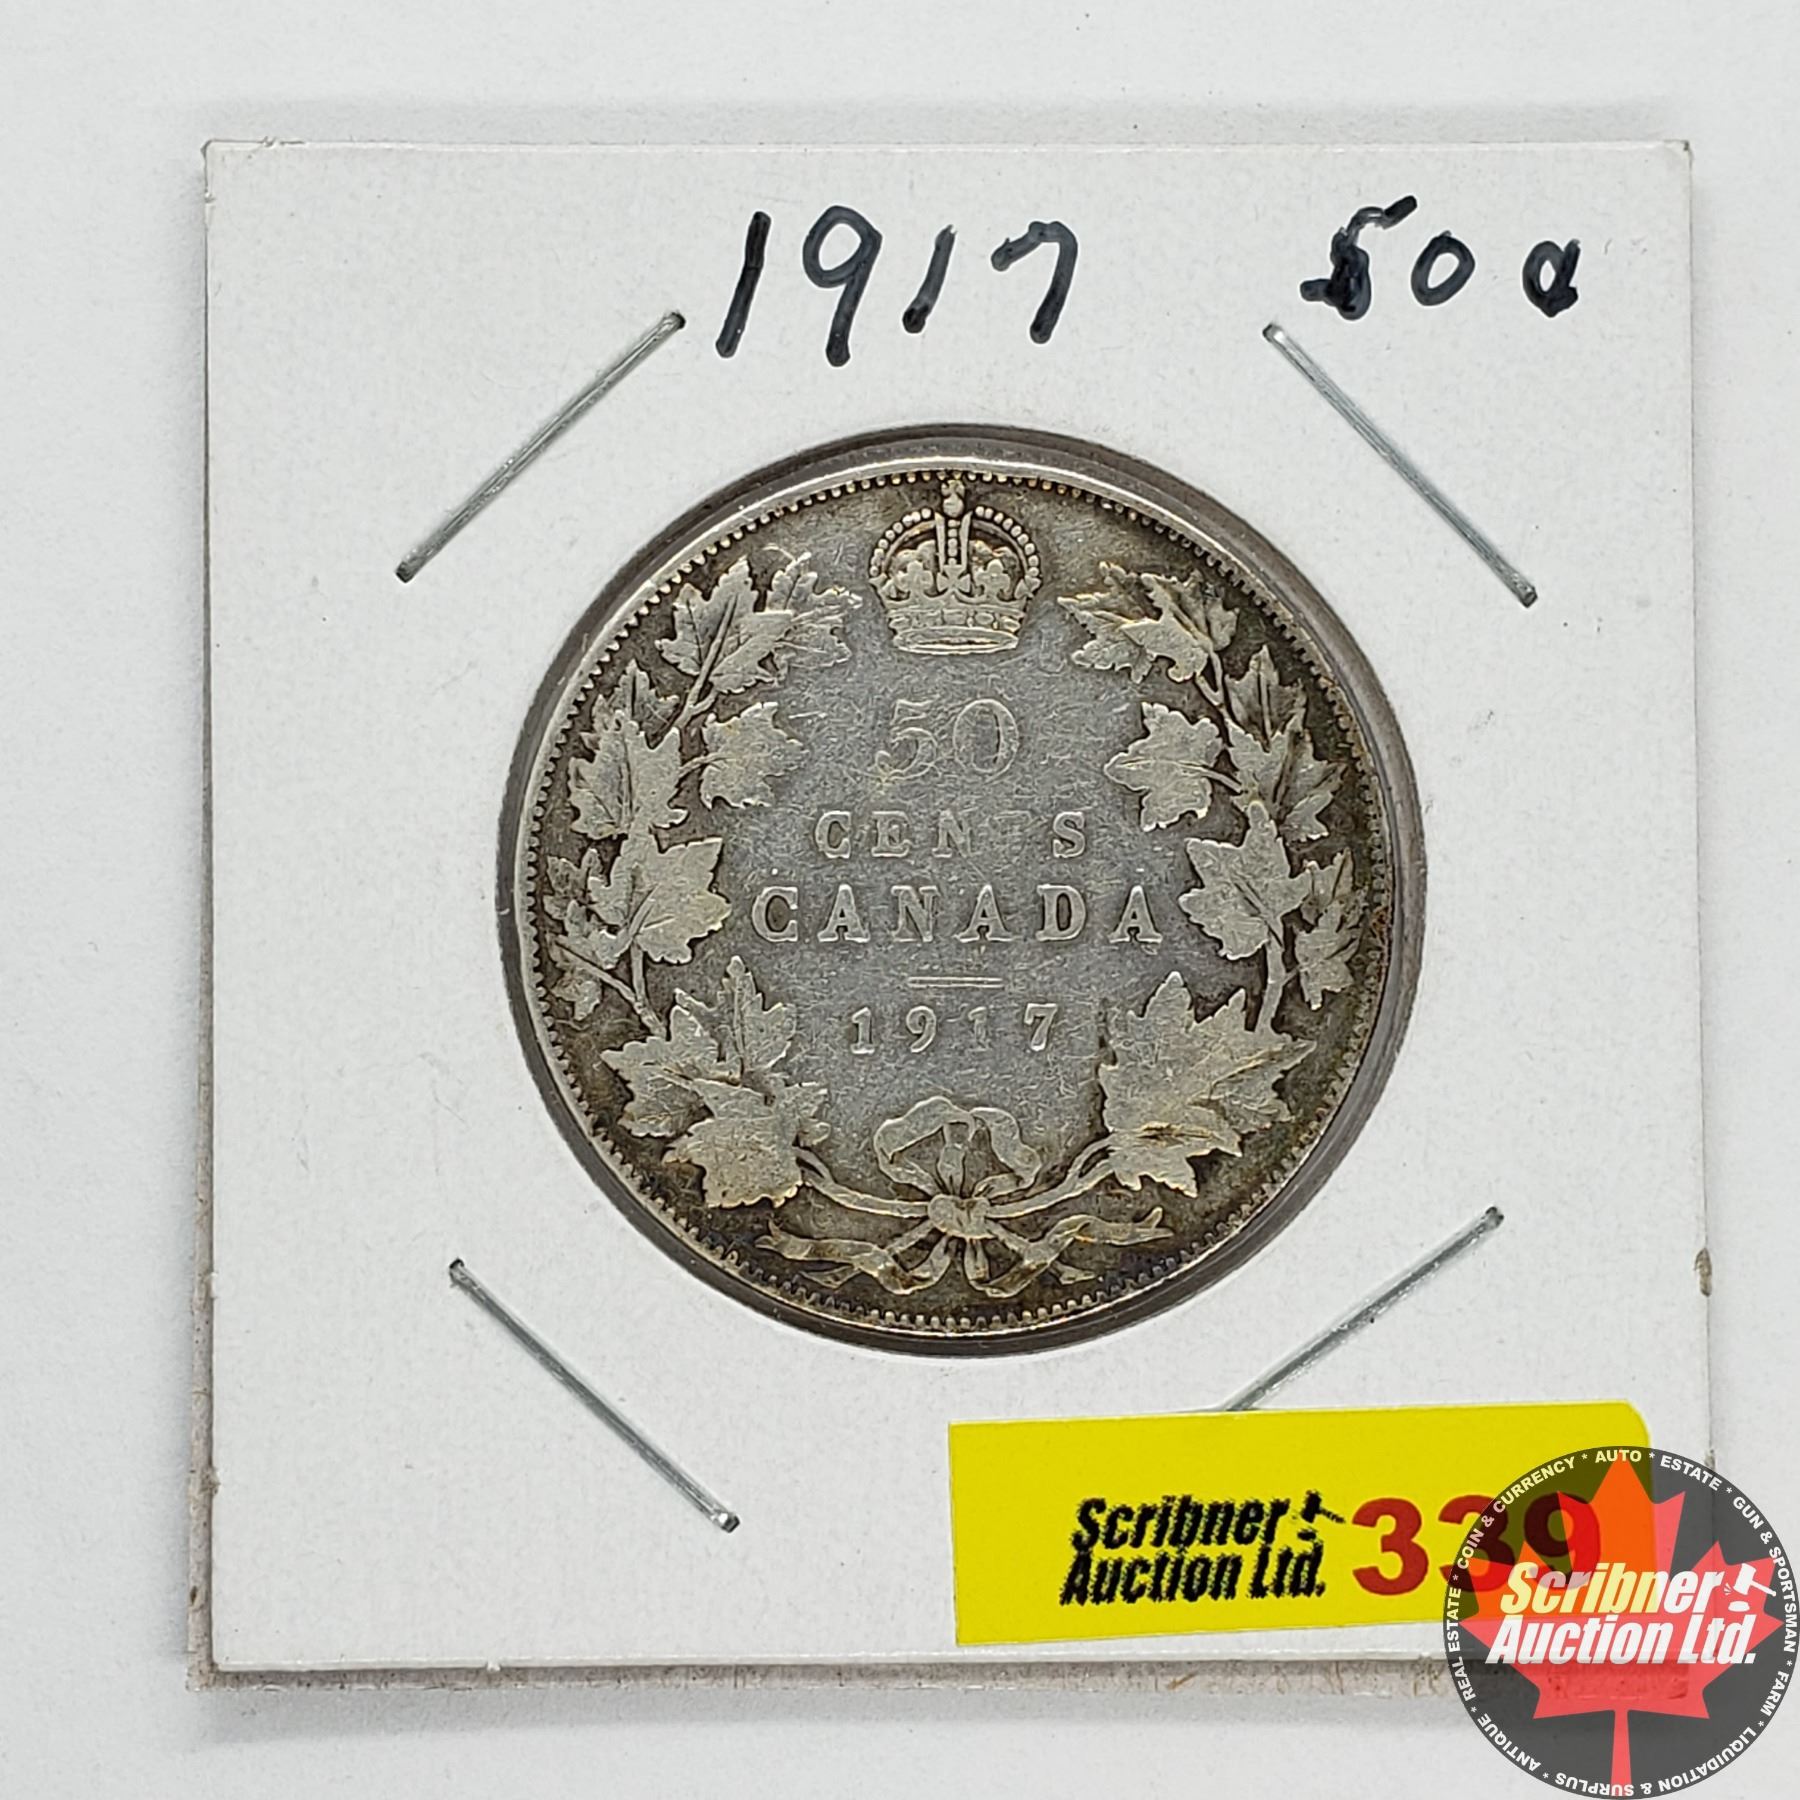 1917 50¢
50
CEN S
CANADA
1917
Scribner
Auction Ltd.
339
* AUTO * ESTATE * GUN & SPORTSMAN * FARM * LIQUIDATION & SURPLUS * ANTIQUE * REAL ESTATE * COIN & CURRENCY
Scribner
Auction Ltd.